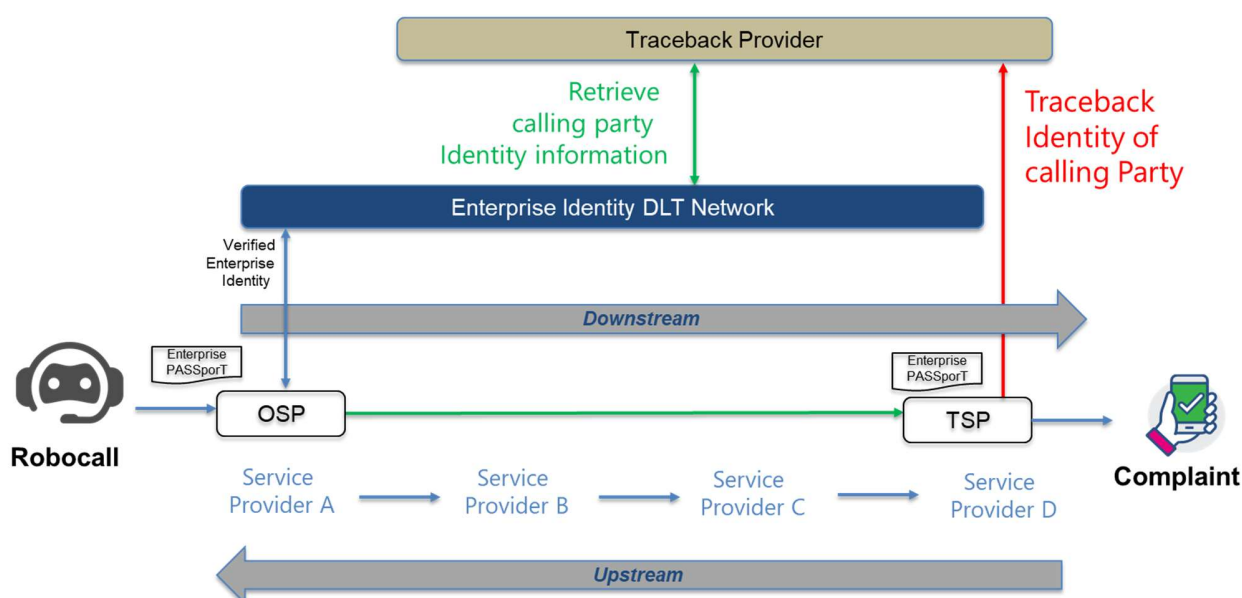 Traceback Provider
Retrieve
calling party
Identity information
Traceback
Identity of
calling Party
Enterprise Identity DLT Network
Verified
Enterprise
Identity
Downstream
Enterprise
PASSporT
Enterprise
PASSporT
OSP
TSP
Robocall
Complaint
Service
Provider A
Service
Provider B
Service
Provider C
Service
Provider D
Upstream